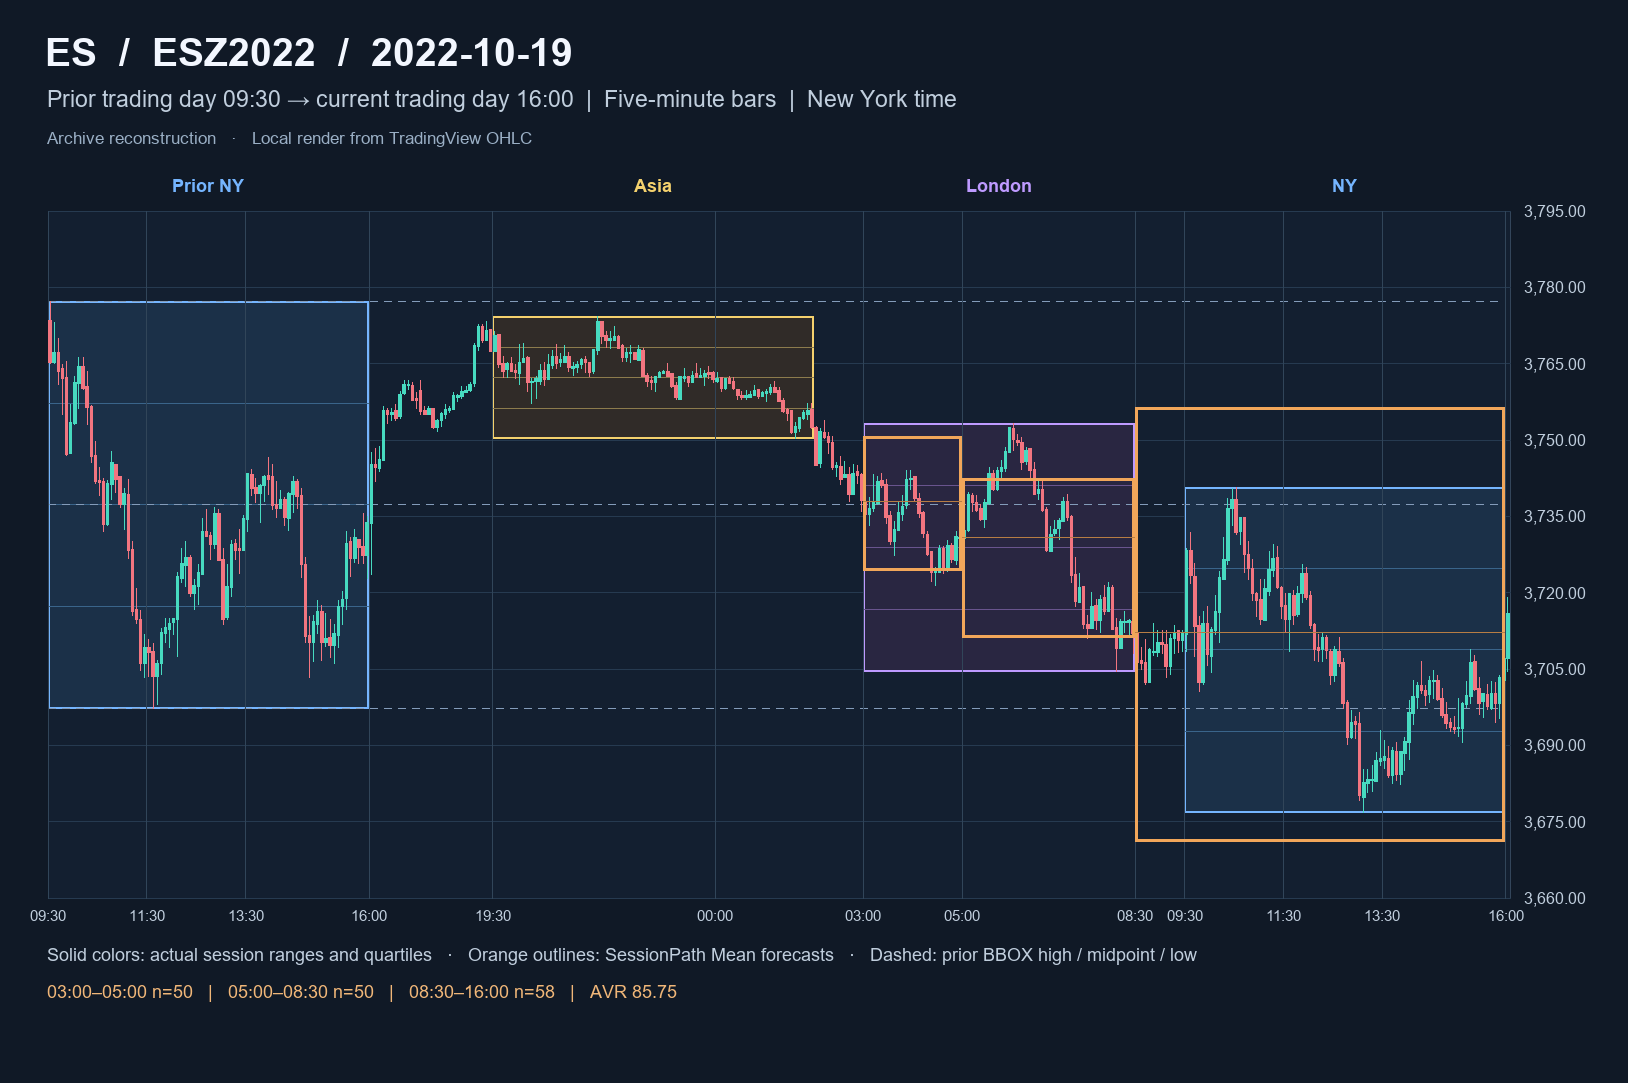 ES / ESZ2022 / 2022-10-19
Prior trading day 09:30 → current trading day 16:00 | Five-minute bars | New York time
Archive reconstruction · Local render from TradingView OHLC
Prior NY Asia London NY
3,795.00
3,780.00
3,765.00
3,750.00
3,735.00
3,720.00
3,705.00
3,690.00
3,675.00
3,660.00
09:30 11:30 13:30 16:00 19:30 00:00 03:00 05:00 08:30 09:30 11:30 13:30 16:00
Solid colors: actual session ranges and quartiles · Orange outlines: SessionPath Mean forecasts · Dashed: prior BBOX high / midpoint / low
03:00–05:00 n=50 | 05:00–08:30 n=50 | 08:30–16:00 n=58 | AVR 85.75